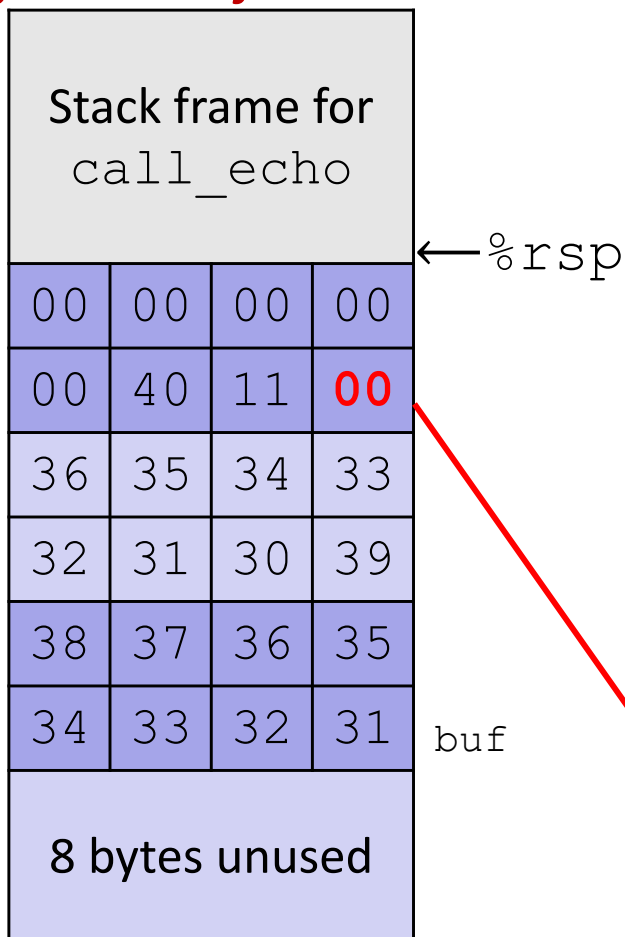 Stack frame for
call_echo
←%rsp
00 00 00 00
00 40 11 00
36 35 34 33
32 31 30 39
38 37 36 35
34 33 32 31
buf
8 bytes unused